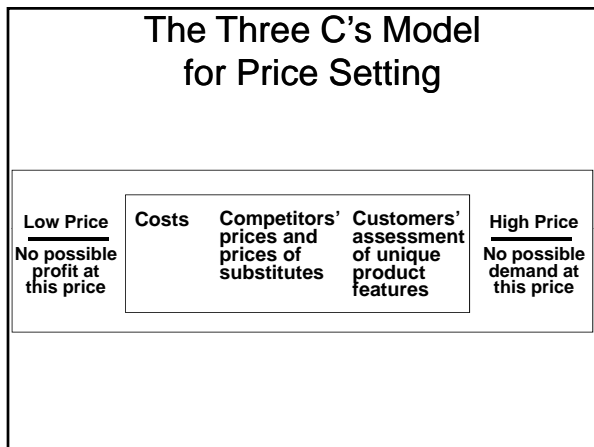 The Three C's Model
for Price Setting
Low Price
No possible
profit at
this price
Costs
Competitors'
prices and
prices of
substitutes
Customers'
assessment
of unique
product
features
High Price
No possible
demand at
this price